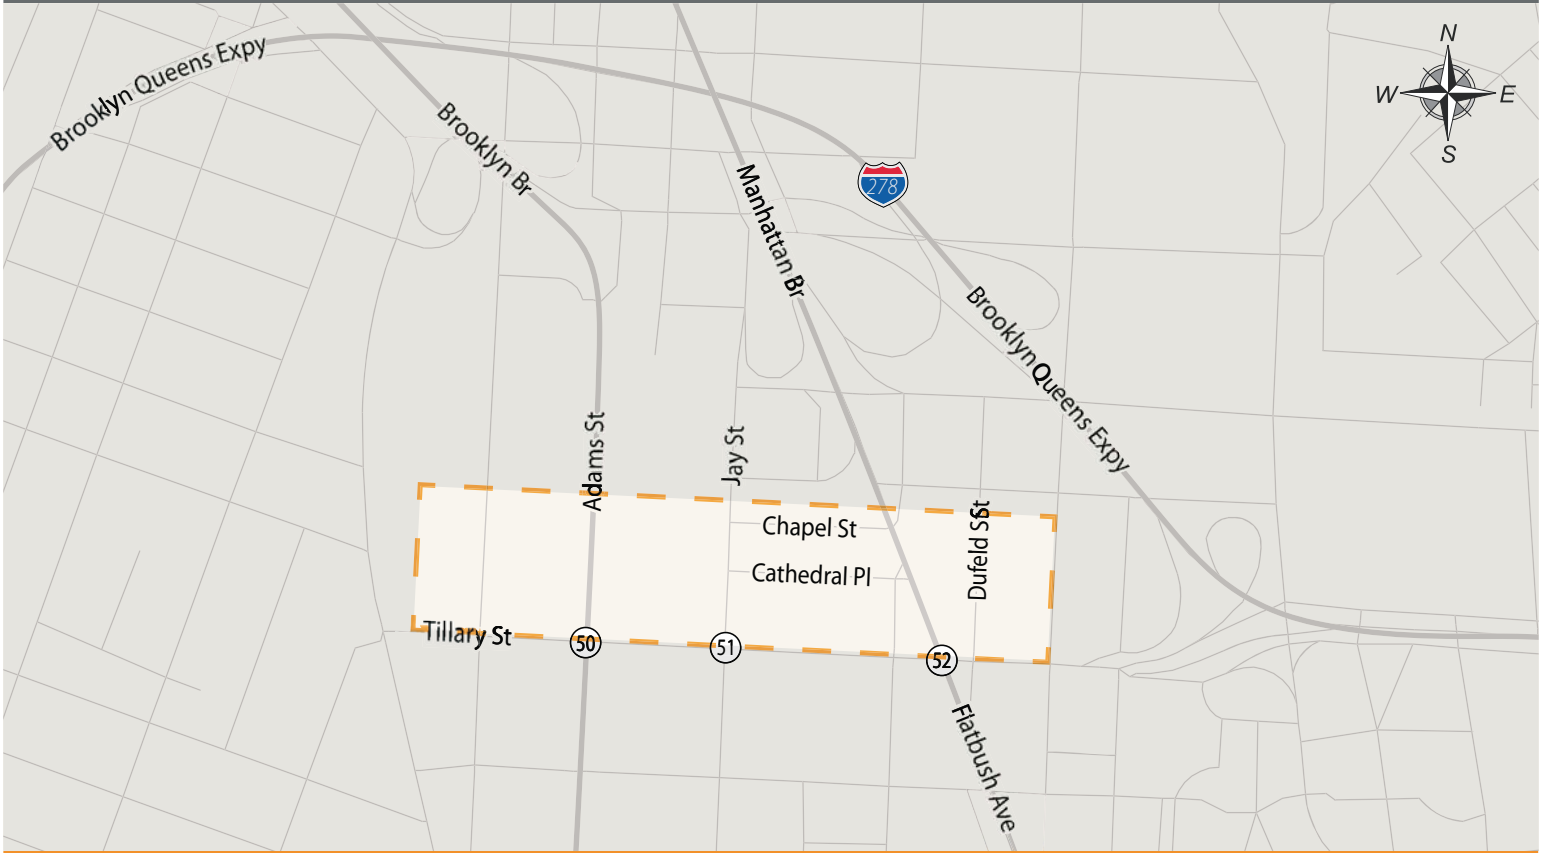 N
Brooklyn Queens Expy
W
E
Brooklyn Br
S
278
Manhattan Br
Brooklyn Queens Expy
Adams St
Jay St
Dufeld SSt
Chapel St
Cathedral Pl
Tillary St
50
51
52
Flatbush Ave